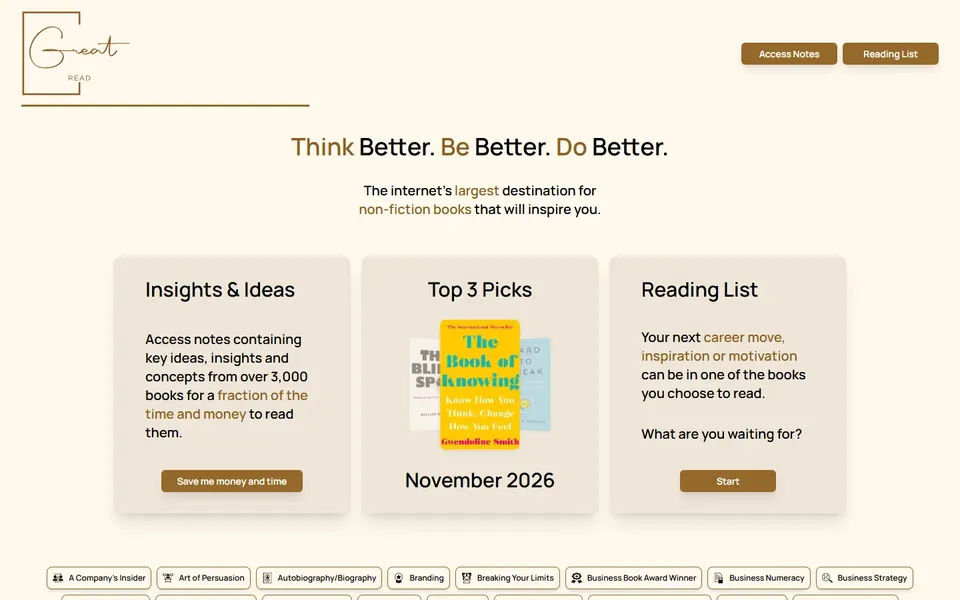 Great
READ
Access Notes
Reading List
Think Better. Be Better. Do Better.
The internet's largest destination for
non-fiction books that will inspire you.
Insights & Ideas
Access notes containing
key ideas, insights and
concepts from over 3,000
books for a fraction of the
time and money to read
them.
Save me money and time
Top 3 Picks
The International Bestseller
The
Book of
Knowing
Know How You
Think, Change
How You Feel
Gwendoline Smith
November 2026
Reading List
Your next career move,
inspiration or motivation
can be in one of the books
you choose to read.
What are you waiting for?
Start
A Company's Insider
Art of Persuasion
Autobiography/Biography
Branding
Breaking Your Limits
Business Book Award Winner
Business Numeracy
Business Strategy